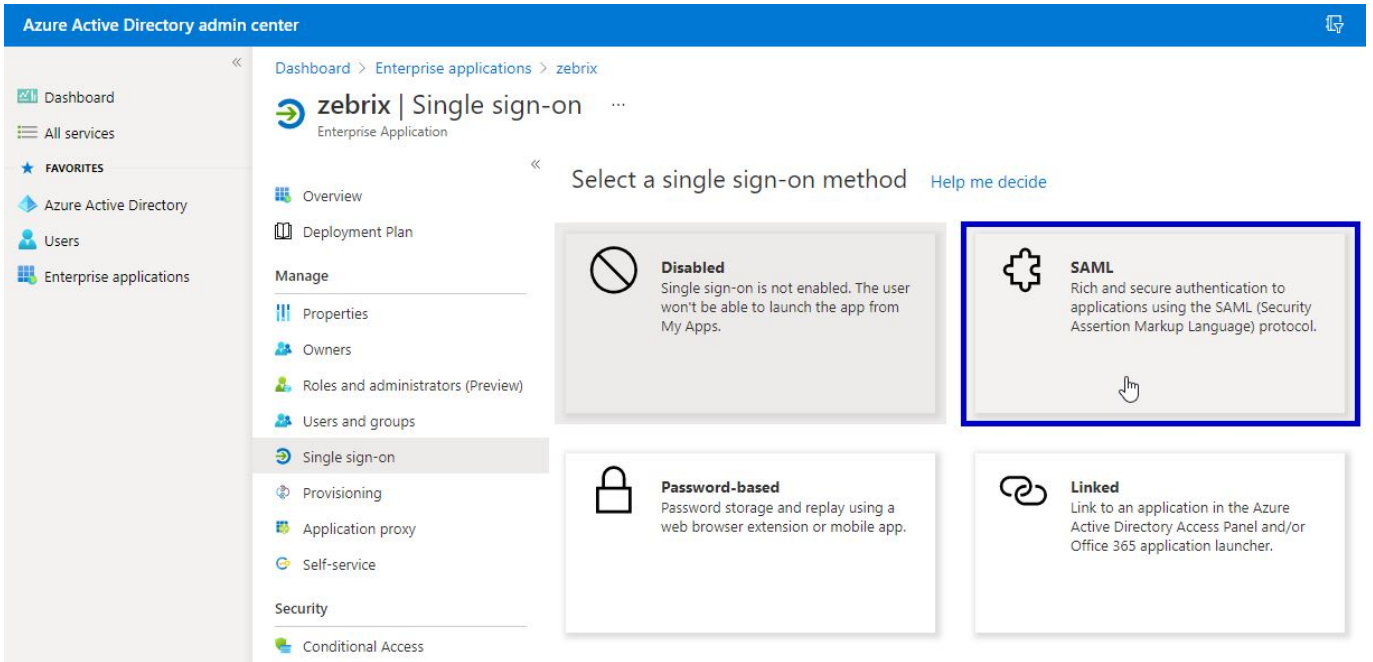 Azure Active Directory admin center
Dashboard
All services
FAVORITES
Azure Active Directory
Users
Enterprise applications
Dashboard > Enterprise applications > zebrix
zebrix | Single sign-on ...
Enterprise Application
Overview
Deployment Plan
Manage
Properties
Owners
Roles and administrators (Preview)
Users and groups
Single sign-on
Provisioning
Application proxy
Self-service
Security
Conditional Access
Select a single sign-on method Help me decide
Disabled
Single sign-on is not enabled. The user
won't be able to launch the app from
My Apps.
SAML
Rich and secure authentication to
applications using the SAML (Security
Assertion Markup Language) protocol.
Password-based
Password storage and replay using a
web browser extension or mobile app.
Linked
Link to an application in the Azure
Active Directory Access Panel and/or
Office 365 application launcher.